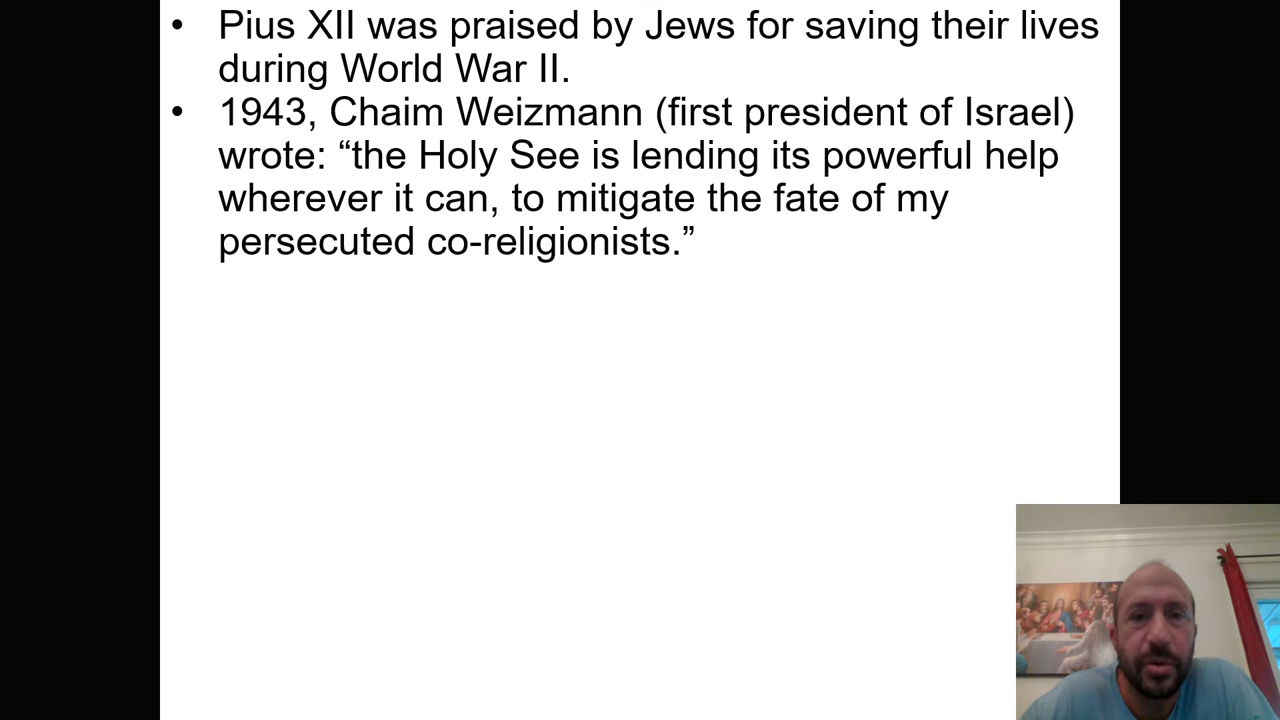 • Pius XII was praised by Jews for saving their lives
during World War II.
• 1943, Chaim Weizmann (first president of Israel)
wrote: “the Holy See is lending its powerful help
wherever it can, to mitigate the fate of my
persecuted co-religionists.”